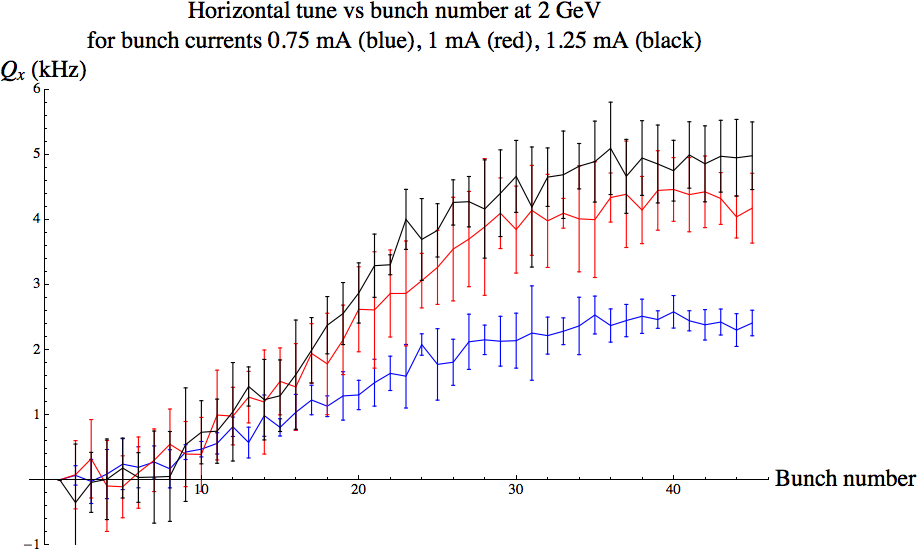 Horizontal tune vs bunch number at 2 GeV
for bunch currents 0.75 mA (blue), 1 mA (red), 1.25 mA (black)
Qx (kHz)
6
5
4
3
2
1
-1
10 20 30 40
Bunch number